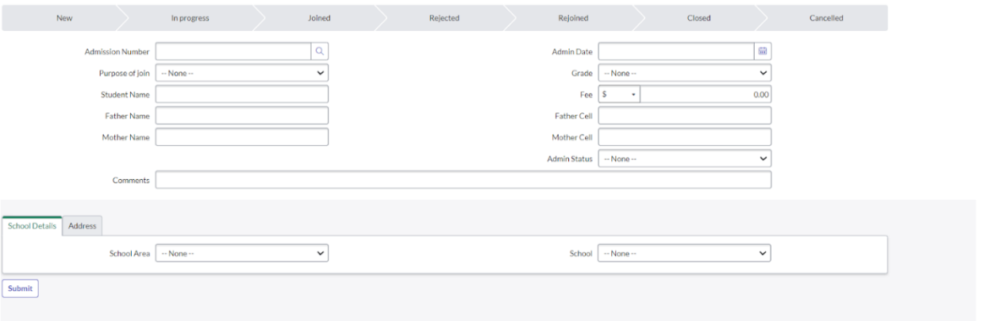 New In progress Joined Rejected Rejoined Closed Cancelled
Admission Number Admin Date
Purpose of join -- None -- Grade -- None --
Student Name Fee $ 0.00
Father Name Father Cell
Mother Name Mother Cell
Admin Status -- None --
Comments
School Details Address
School Area -- None -- School -- None --
Submit